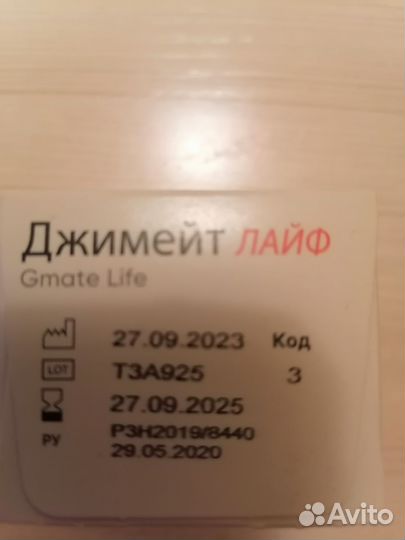 Джимейт ЛАЙФ
Gmate Life
27.09.2023 Код
LOT T3A925 3
27.09.2025
РУ РЗН2019/8440
29.05.2020
Avito